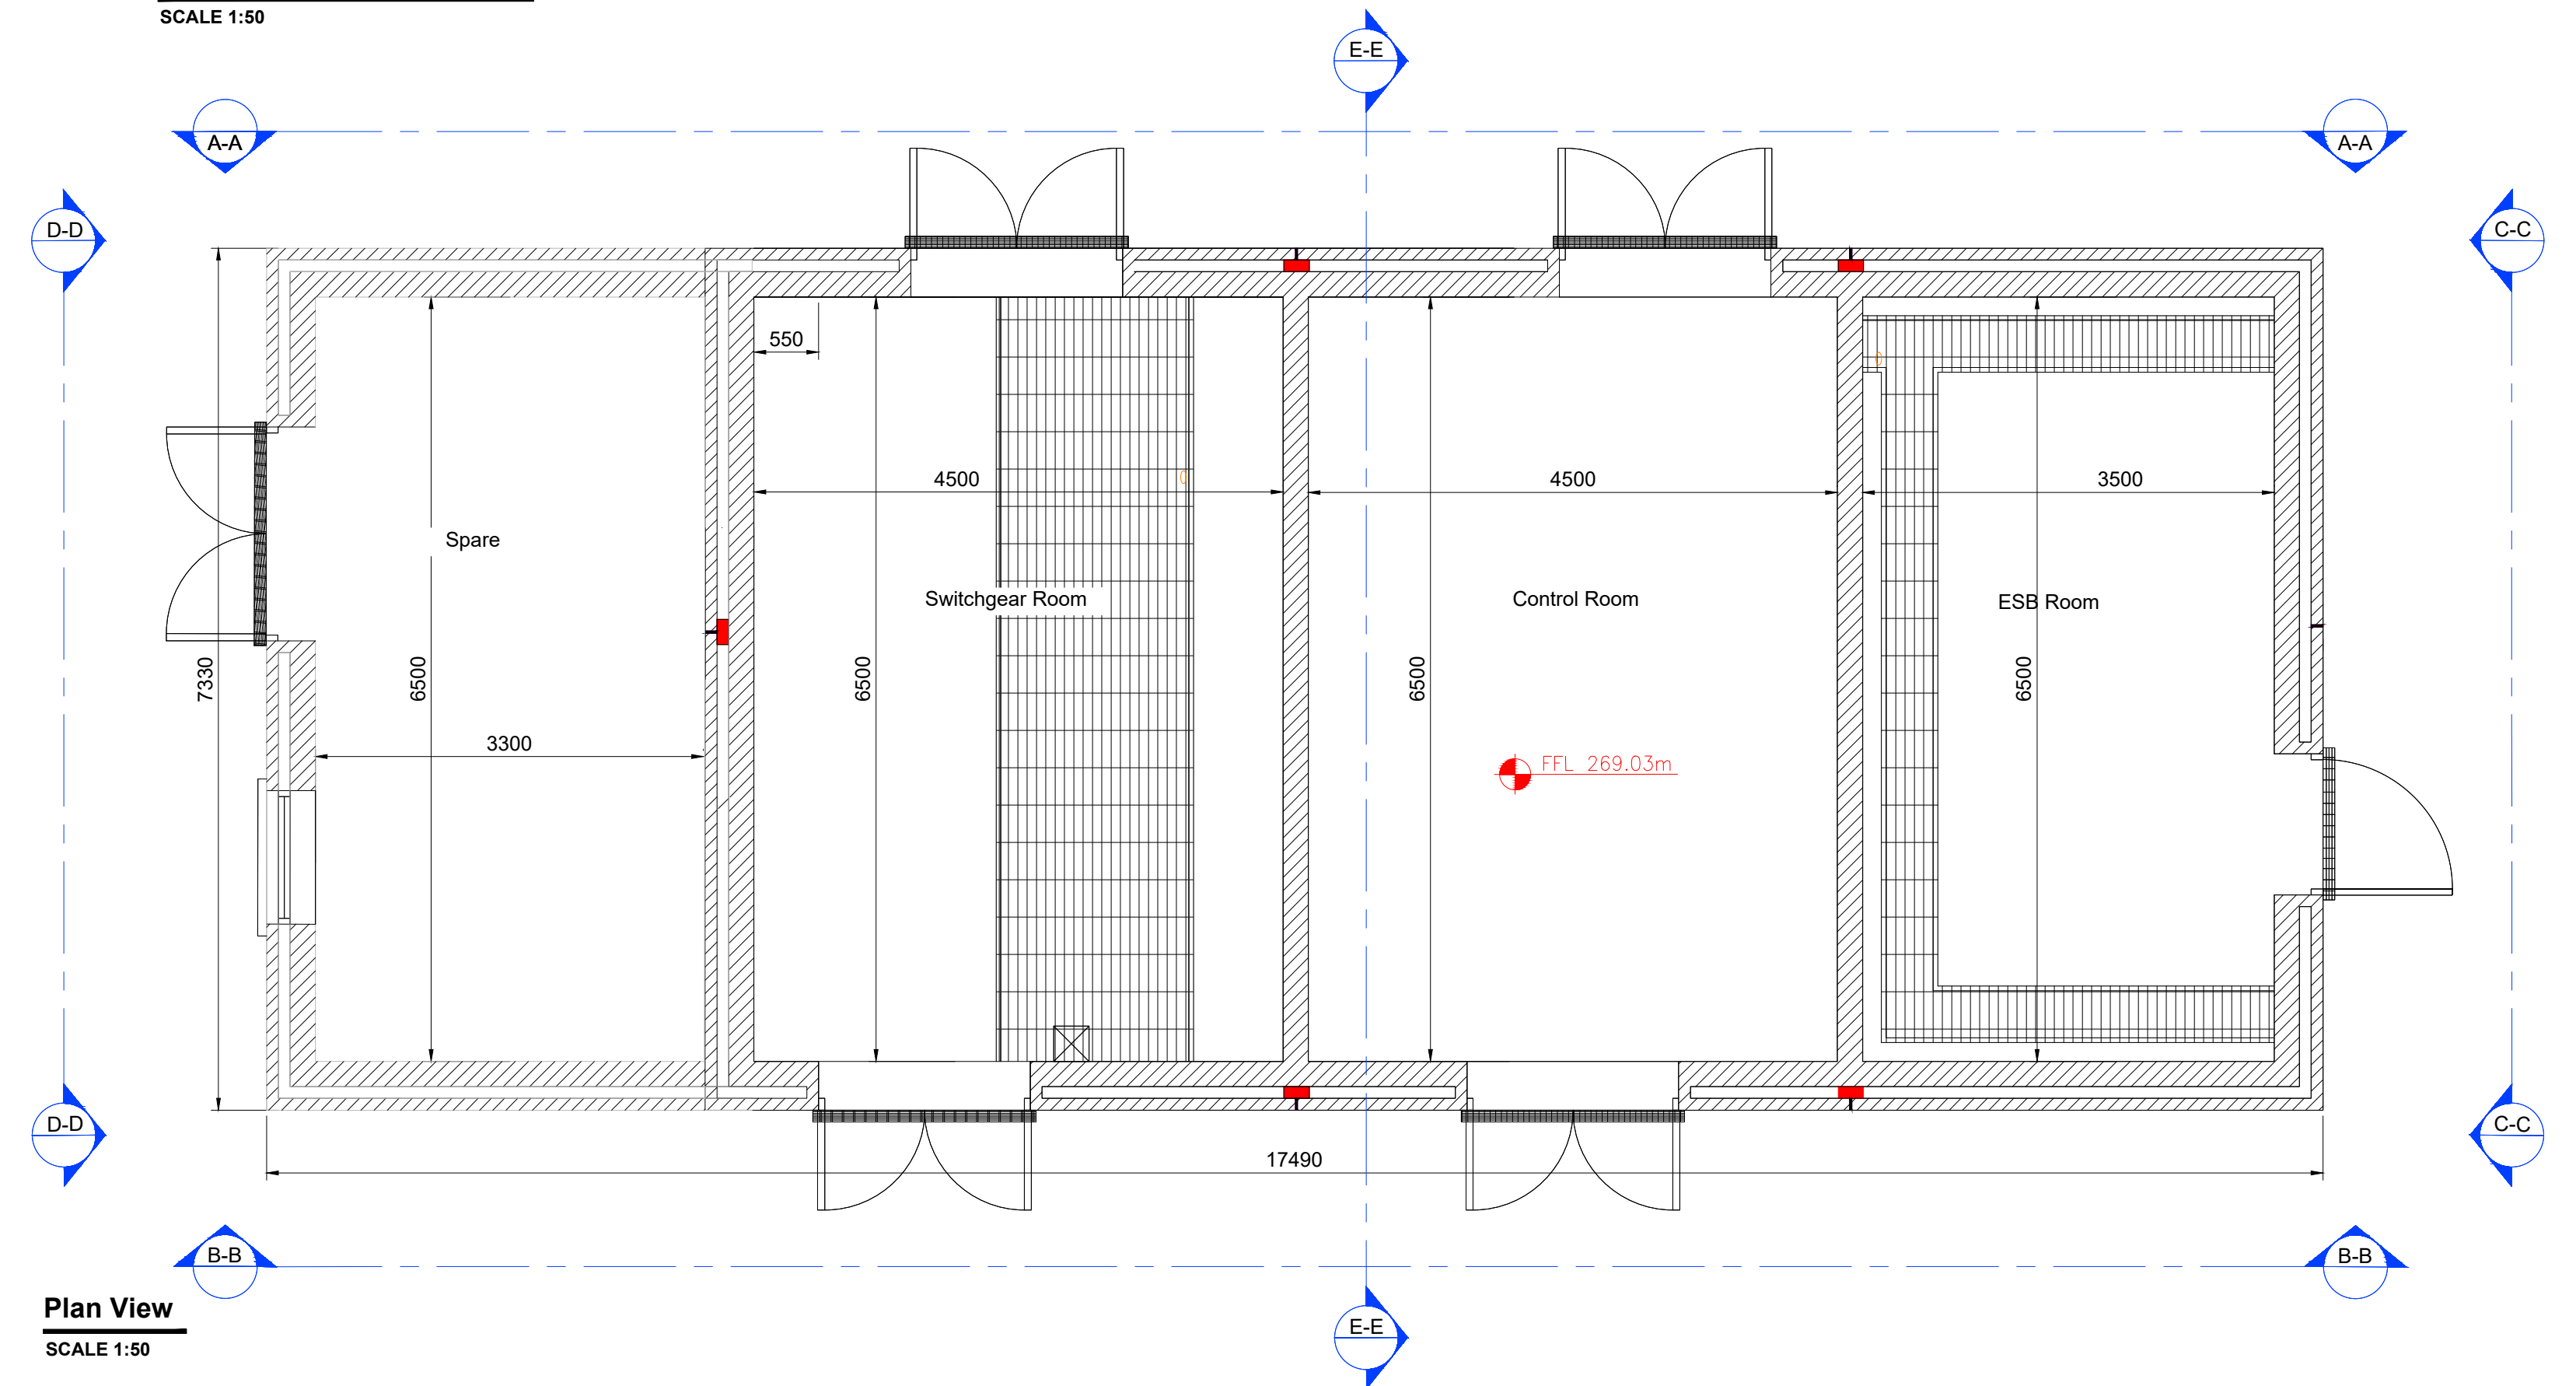 SCALE 1:50
E-E
A-A
A-A
D-D
C-C
550
4500
4500
3500
Spare
Switchgear Room
Control Room
ESB Room
7330
6500
6500
6500
6500
3300
FFL 269.03m
D-D
C-C
17490
B-B
B-B
E-E
Plan View
SCALE 1:50